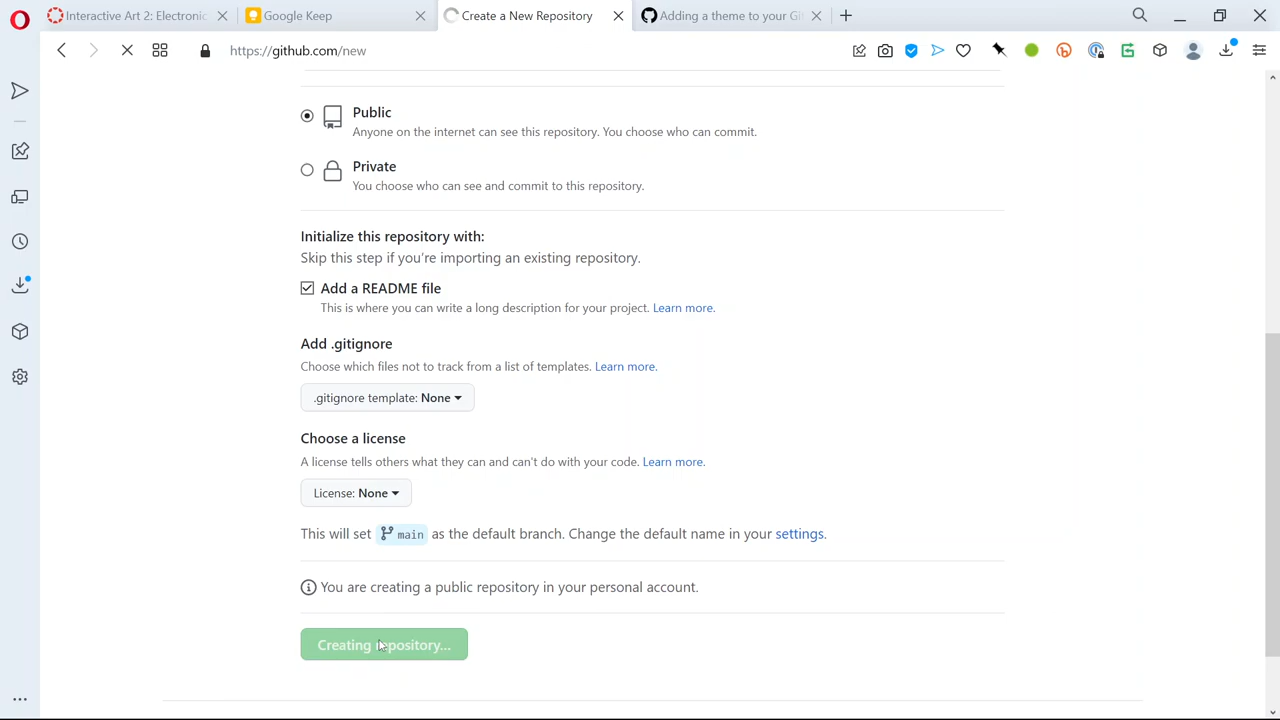 Interactive Art 2: Electronic
Google Keep
Create a New Repository
Adding a theme to your Git
https://github.com/new
Public
Anyone on the internet can see this repository. You choose who can commit.
Private
You choose who can see and commit to this repository.
Initialize this repository with:
Skip this step if you're importing an existing repository.
Add a README file
This is where you can write a long description for your project. Learn more.
Add .gitignore
Choose which files not to track from a list of templates. Learn more.
.gitignore template: None
Choose a license
A license tells others what they can and can't do with your code. Learn more.
License: None
This will set main as the default branch. Change the default name in your settings.
You are creating a public repository in your personal account.
Creating repository...